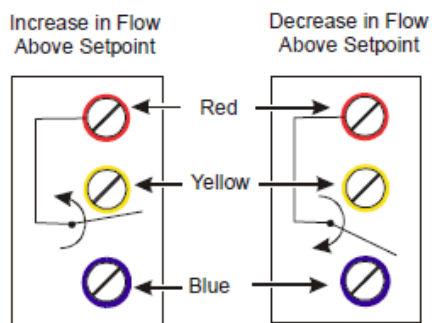 Increase in Flow
Above Setpoint
Decrease in Flow
Above Setpoint
Red
Yellow
Blue